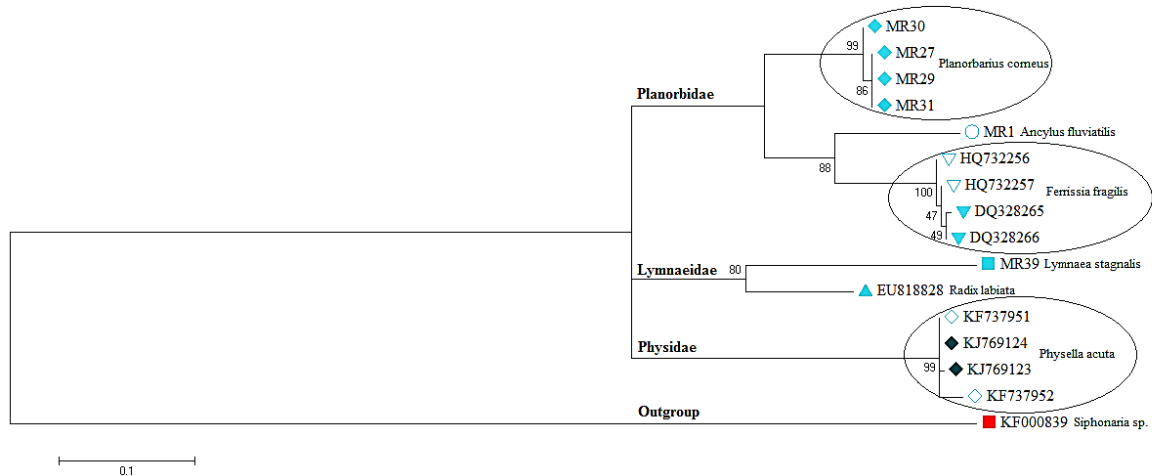 MR30
99
MR27
Planorbarius corneus
MR29
86
MR31
Planorbidae
MR1 Ancylus fluviatilis
88
HQ732256
HQ732257
100
Ferrissia fragilis
DQ328265
47
49
DQ328266
Lymnaeidae
80
MR39 Lymnaea stagnalis
EU818828 Radix labiata
KF737951
KJ769124
Physidae
Physella acuta
99
KJ769123
KF737952
Outgroup
KF000839 Siphonaria sp.
0.1